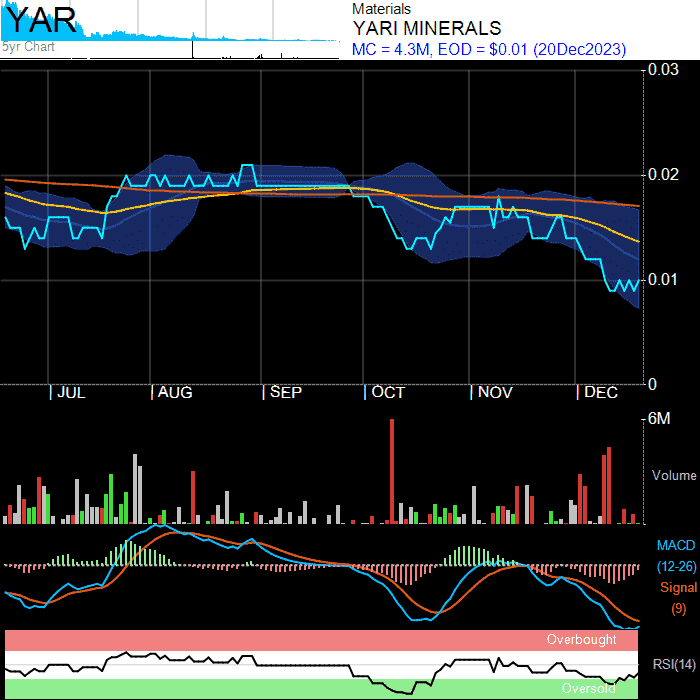 YAR
5yr Chart
Materials
YARI MINERALS
MC = 4.3M, EOD = $0.01 (20Dec2023)
0.03
0.02
0.01
0
| JUL | AUG | SEP | OCT | NOV | DEC
6M
Volume
MACD
(12-26)
Signal
(9)
Overbought
RSI(14)
Oversold